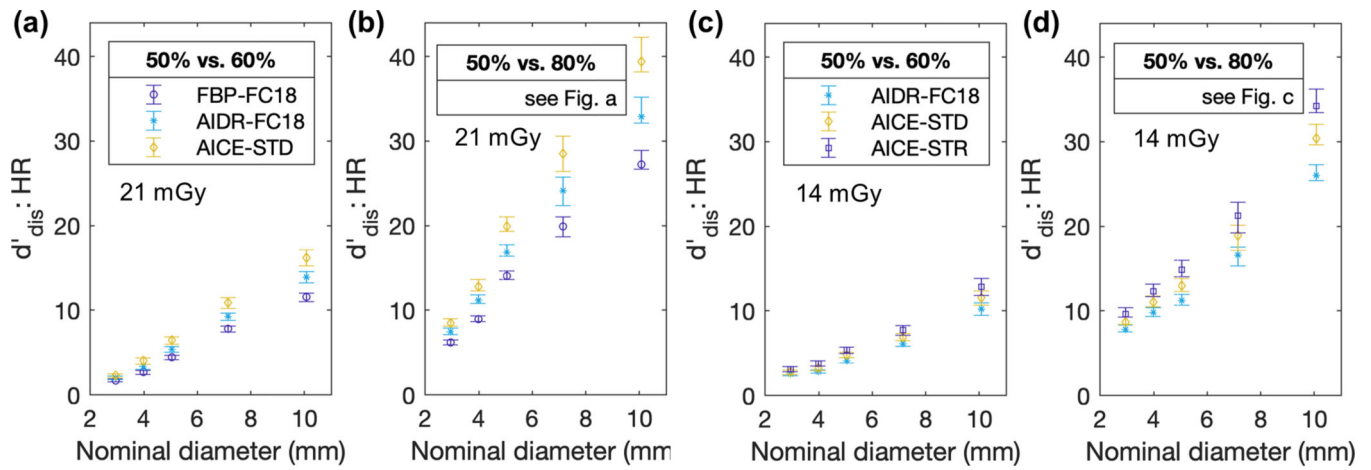 (a)
d'dis: HR
40
30
20
10
0
50% vs. 60%
FBP-FC18
AIDR-FC18
AICE-STD
21 mGy
2 4 6 8 10
Nominal diameter (mm)
(b)
d'dis: HR
40
30
20
10
0
50% vs. 80%
see Fig. a
21 mGy
2 4 6 8 10
Nominal diameter (mm)
(c)
d'dis: HR
40
30
20
10
0
50% vs. 60%
AIDR-FC18
AICE-STD
AICE-STR
14 mGy
2 4 6 8 10
Nominal diameter (mm)
(d)
d'dis: HR
40
30
20
10
0
50% vs. 80%
see Fig. c
14 mGy
2 4 6 8 10
Nominal diameter (mm)